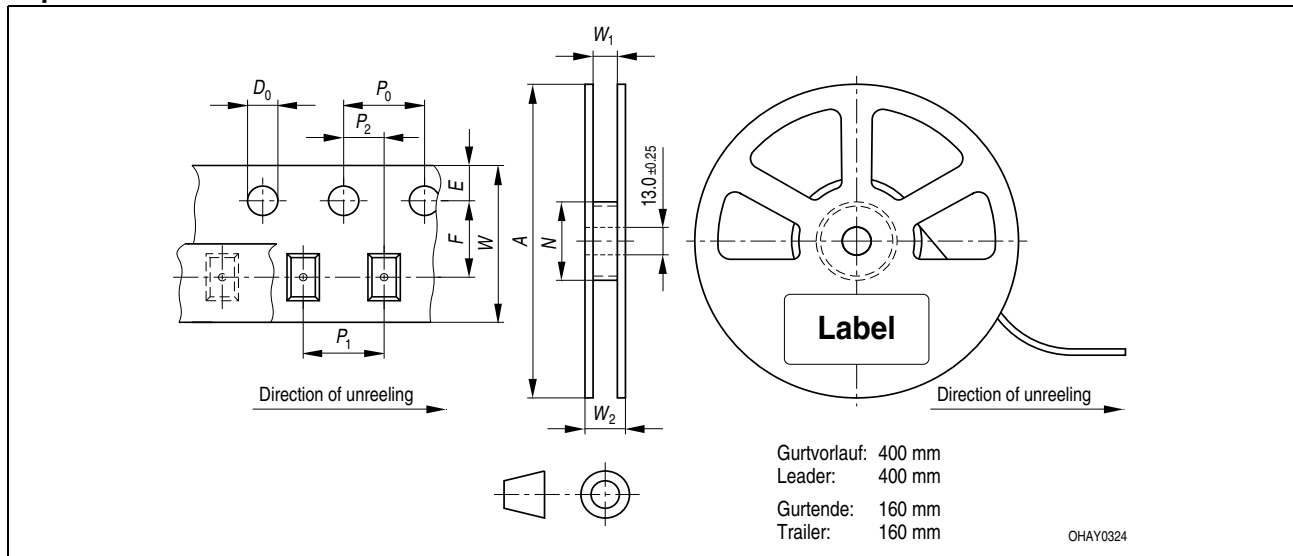 W1
D0
P0
P2
E
F
W
A
N
13.0 ±0.25
P1
Label
Direction of unreeling
Direction of unreeling
W2
Gurtvorlauf: 400 mm
Leader: 400 mm
Gurtende: 160 mm
Trailer: 160 mm
OHAY0324